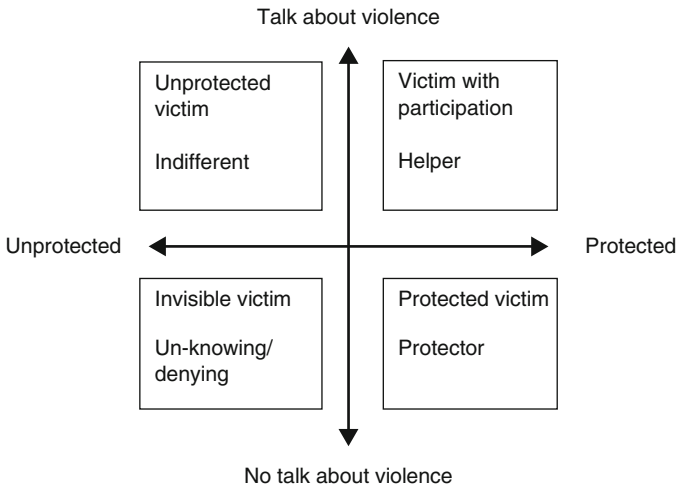 Talk about violence
Unprotected
victim
Indifferent
Victim with
participation
Helper
Unprotected
Protected
Invisible victim
Un-knowing/
denying
Protected victim
Protector
No talk about violence